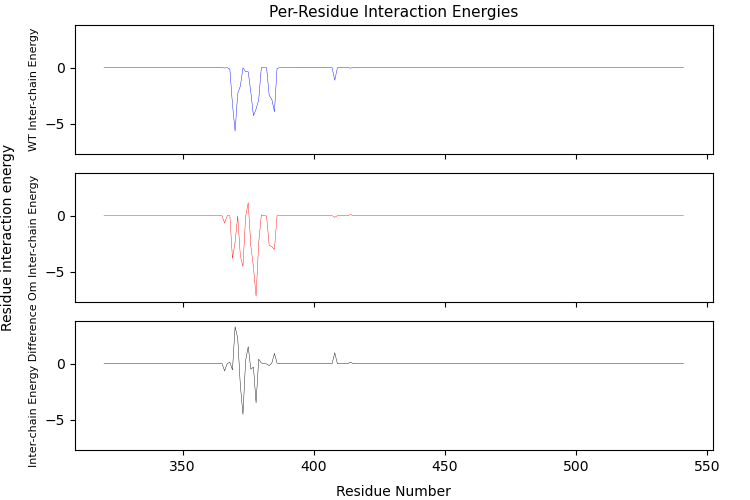 Per-Residue Interaction Energies
Residue interaction energy
WT Inter-chain Energy
0
−5
Om Inter-chain Energy
0
−5
Inter-chain Energy Difference
0
−5
350
400
450
500
550
Residue Number